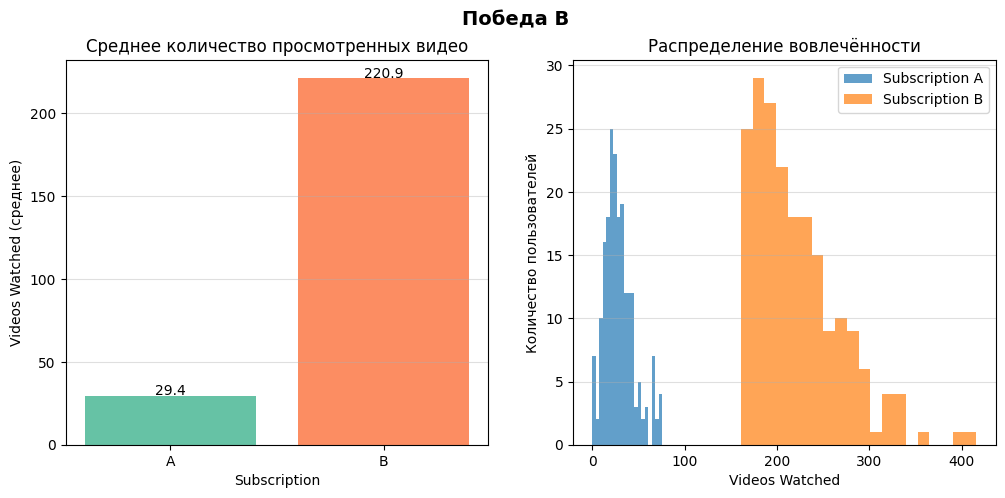 Победа B
Среднее количество просмотренных видео
Videos Watched (среднее)
200
150
100
50
0
29.4
220.9
A
B
Subscription
Распределение вовлечённости
Количество пользователей
30
25
20
15
10
5
0
Subscription A
Subscription B
0
100
200
300
400
Videos Watched